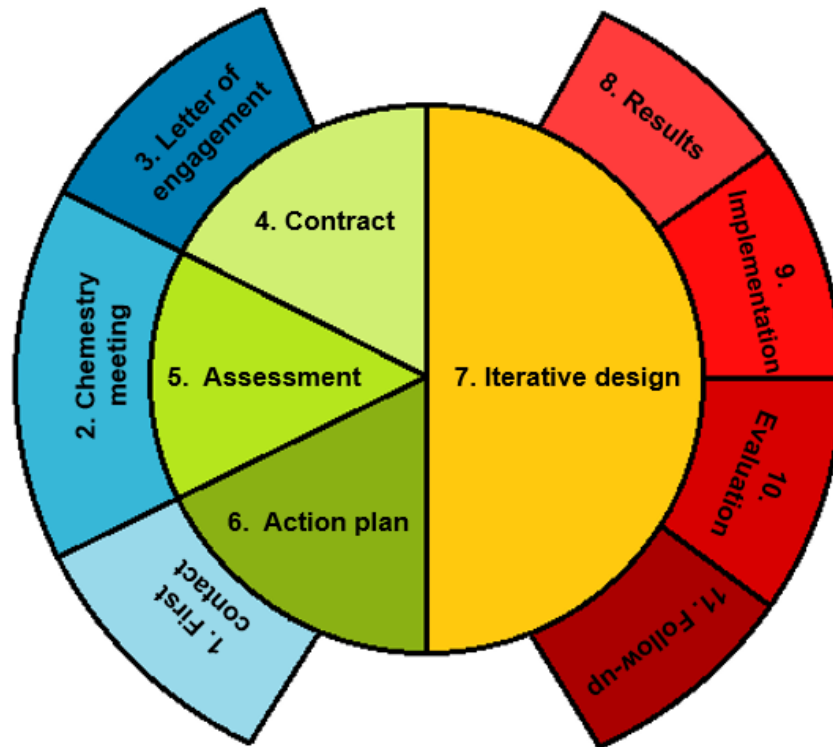 1. First
contact
2. Chemestry
meeting
3. Letter of
engagement
4. Contract
5. Assessment
6. Action plan
7. Iterative design
8. Results
9.
Implementation
10.
Evaluation
11. Follow-up